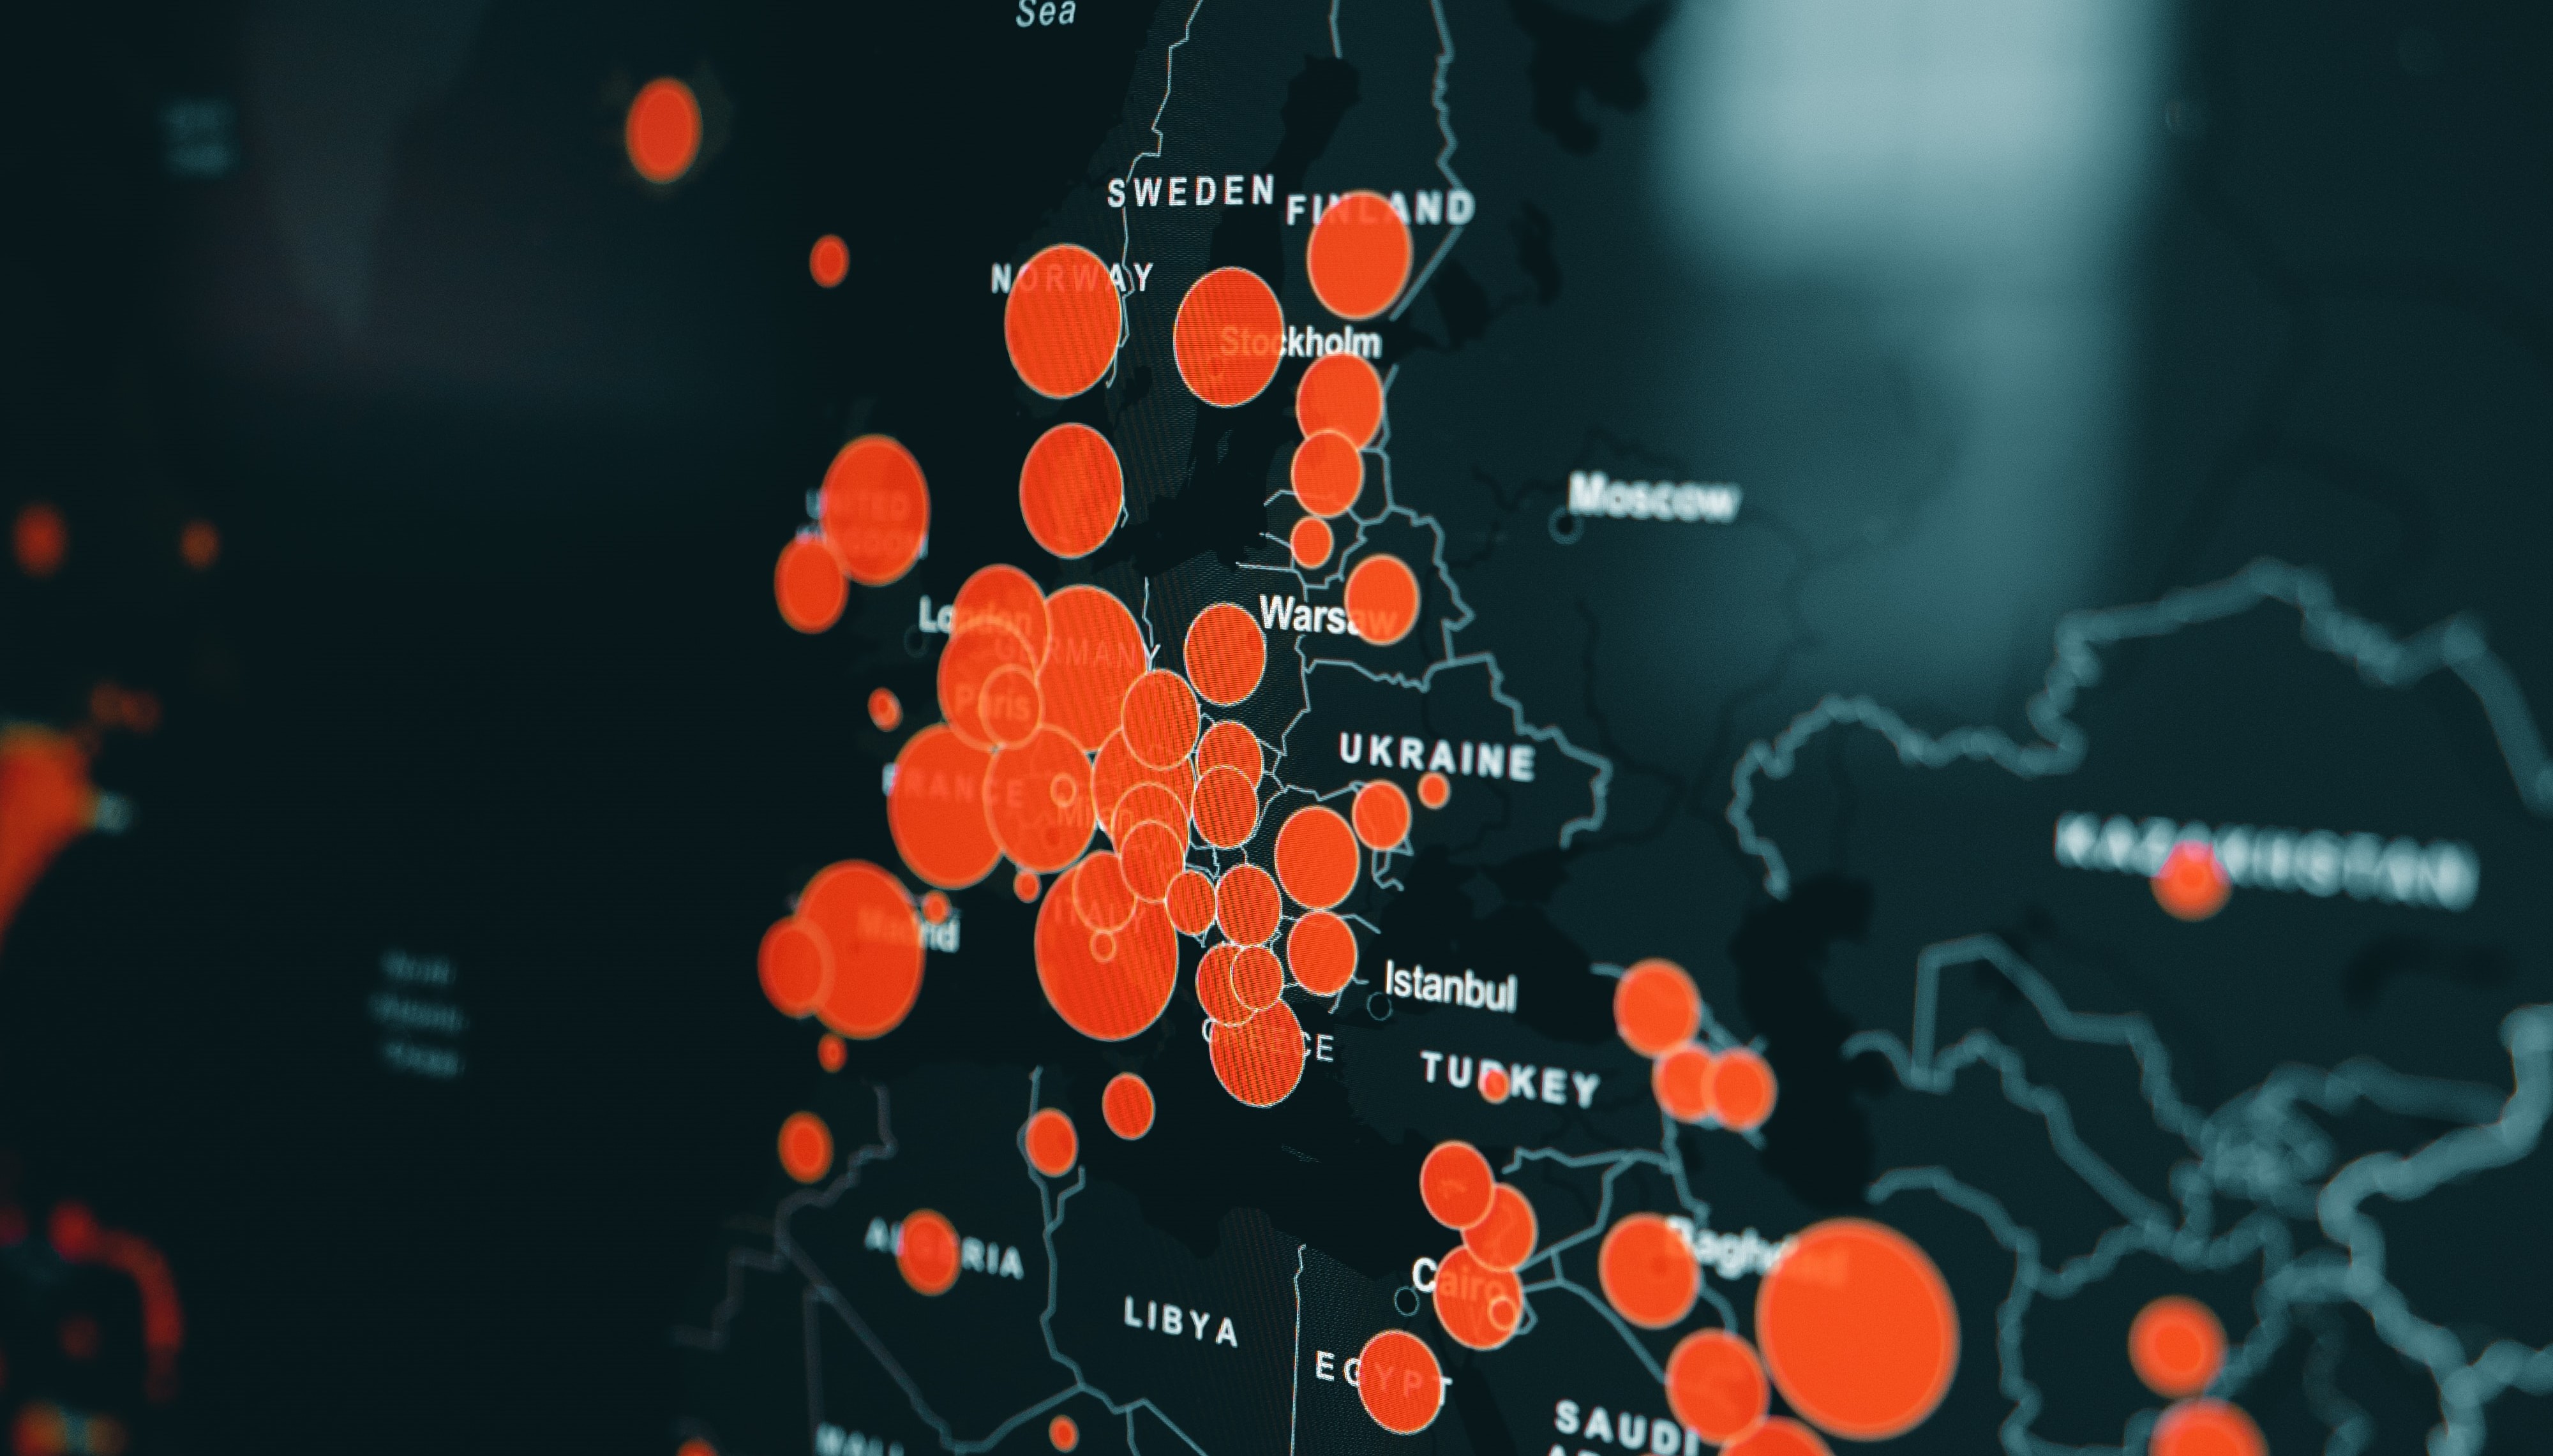 Sea
SWEDEN
FINLAND
NORWAY
Stockholm
Moscow
UNITED
KINGDOM
London
Warsaw
GERMANY
Paris
UKRAINE
FRANCE
Milan
KAZAKHSTAN
ITALY
Madrid
Istanbul
GREECE
TURKEY
ALGERIA
Baghdad
Cairo
LIBYA
EGYPT
SAUDI